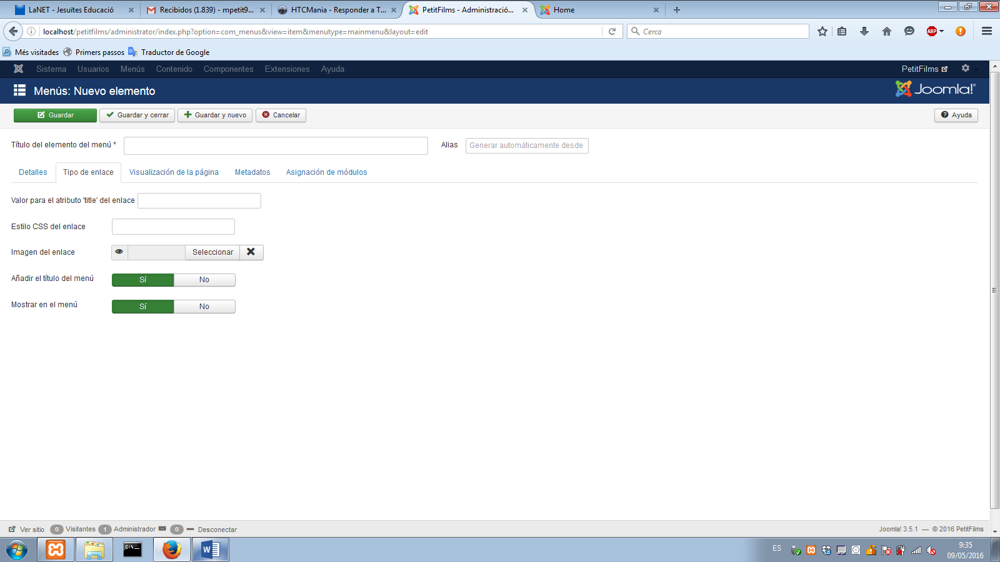 LaNET - Jesuïtes Educació
Recibidos (1.839) - mpetit9...
HTCMania - Responder a T...
PetitFilms - Administració...
Home
localhost/petitfilms/administrator/index.php?option=com_menus&view=item&menutype=mainmenu&layout=edit
Cerca
ABP
Més visitades
Primers passos
Traductor de Google
Sistema Usuarios Menús Contenido Componentes Extensiones Ayuda
PetitFilms
Menús: Nuevo elemento
Joomla!
Guardar
Guardar y cerrar
Guardar y nuevo
Cancelar
Ayuda
Título del elemento del menú *
Alias
Generar automáticamente desde
Detalles
Tipo de enlace
Visualización de la página
Metadatos
Asignación de módulos
Valor para el atributo 'title' del enlace
Estilo CSS del enlace
Imagen del enlace
Seleccionar
Añadir el título del menú
Sí No
Mostrar en el menú
Sí No
Ver sitio 0 Visitantes 1 Administrador 0 Desconectar
Joomla! 3.5.1 — © 2016 PetitFilms
C:\_
W
ES
9:35
09/05/2016